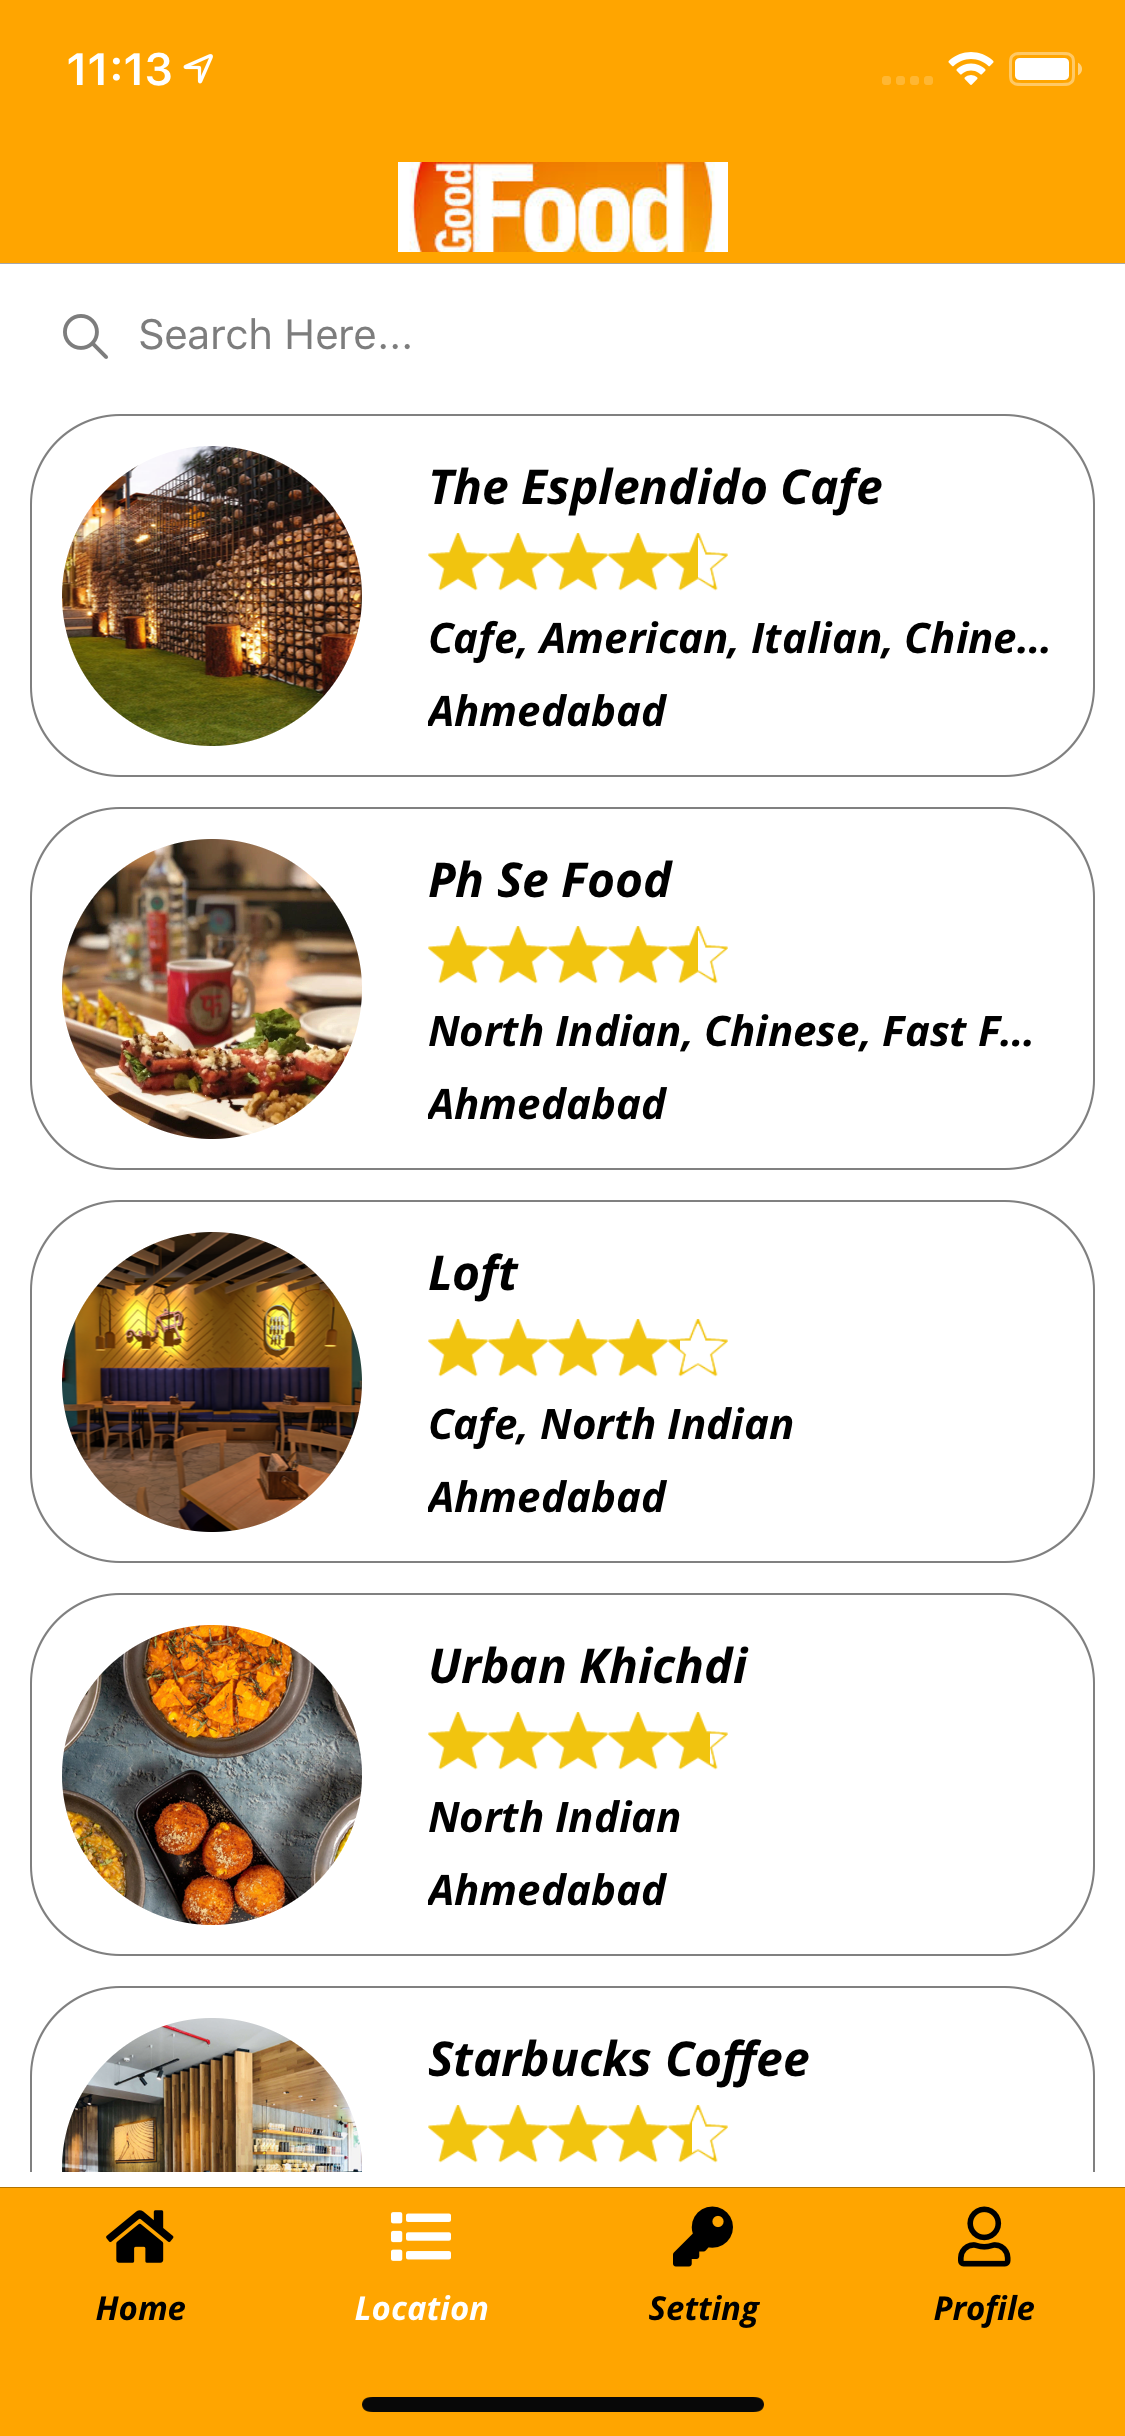 11:13
Good Food
Search Here...
The Esplendido Cafe
Cafe, American, Italian, Chine...
Ahmedabad
Ph Se Food
North Indian, Chinese, Fast F...
Ahmedabad
Loft
Cafe, North Indian
Ahmedabad
Urban Khichdi
North Indian
Ahmedabad
Starbucks Coffee
Home
Location
Setting
Profile